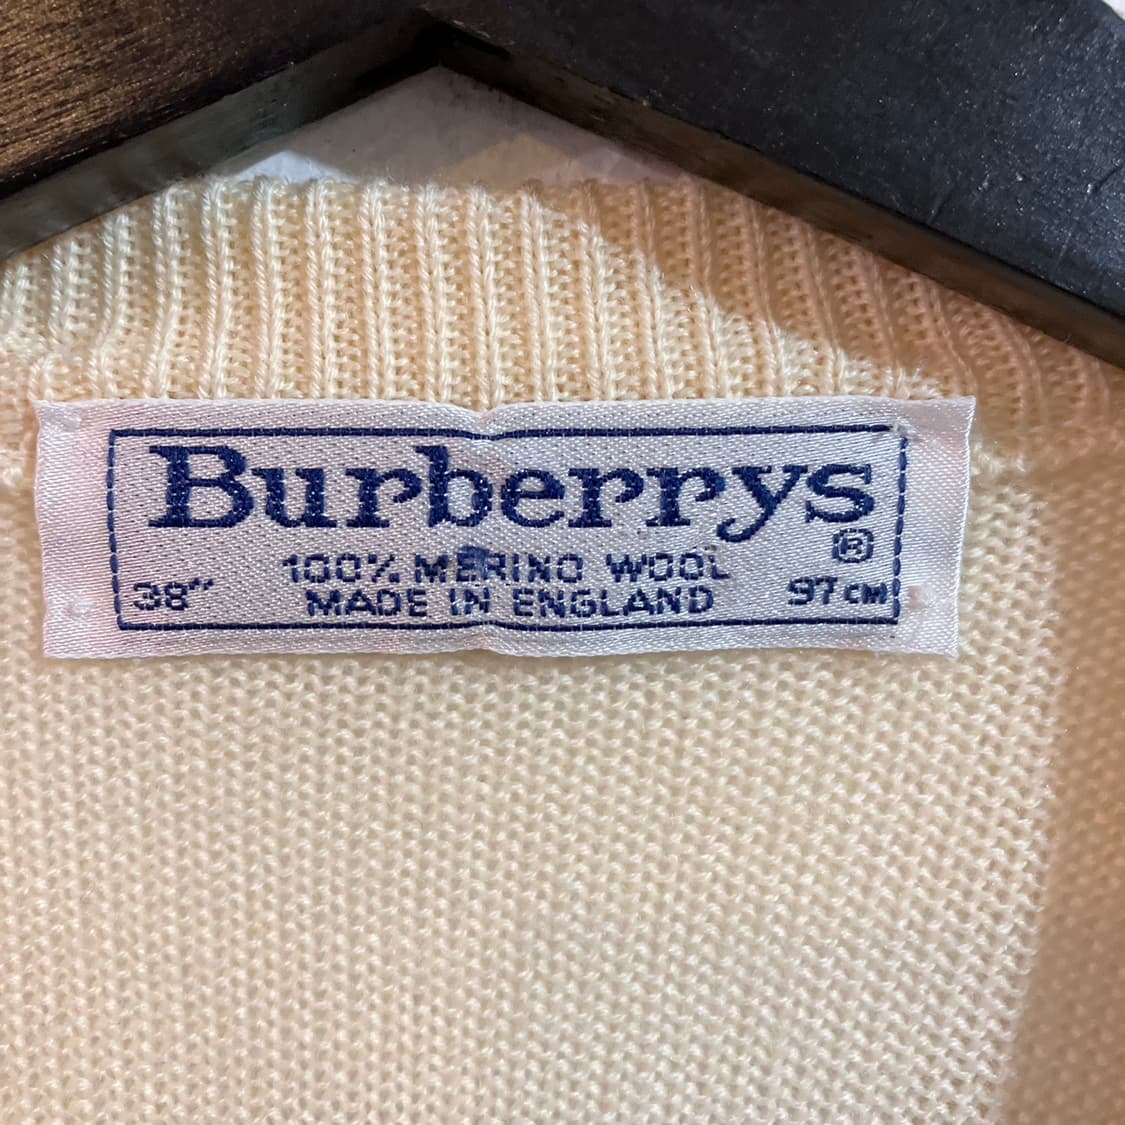 Burberrys
®
100% MERINO WOOL
38" MADE IN ENGLAND 97 CM